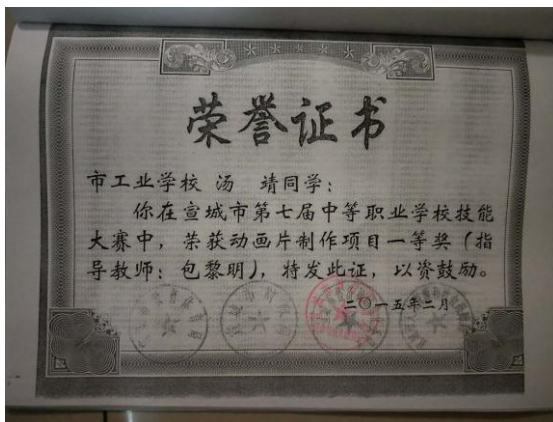 荣誉证书
市工业学校 汤 靖同学：
你在宣城市第七届中等职业学校技能
大赛中，荣获动画片制作项目一等奖（指
导教师：包黎明），特发此证，以资鼓励。
二〇一五年二月